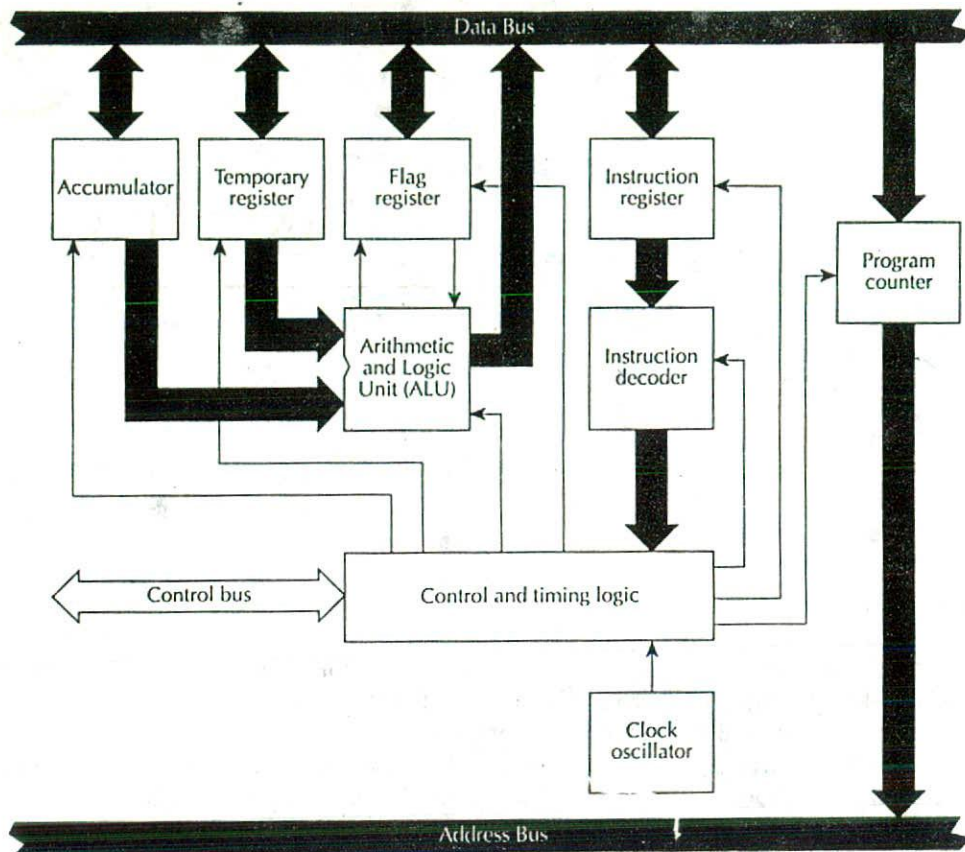 Data Bus
Accumulator
Temporary
register
Flag
register
Instruction
register
Program
counter
Arithmetic
and Logic
Unit (ALU)
Instruction
decoder
Control bus
Control and timing logic
Clock
oscillator
Address Bus